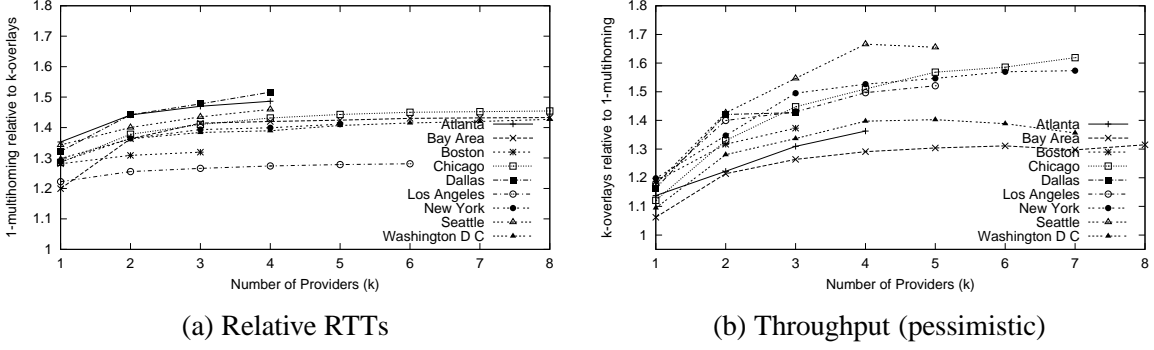 1-multihoming relative to k-overlays
1.8
1.7
1.6
1.5
1.4
1.3
1.2
1.1
1
1 2 3 4 5 6 7 8
Number of Providers (k)
Atlanta
Bay Area
Boston
Chicago
Dallas
Los Angeles
New York
Seattle
Washington D C
(a) Relative RTTs
k-overlays relative to 1-multihoming
1.8
1.7
1.6
1.5
1.4
1.3
1.2
1.1
1
1 2 3 4 5 6 7 8
Number of Providers (k)
Atlanta
Bay Area
Boston
Chicago
Dallas
Los Angeles
New York
Seattle
Washington D C
(b) Throughput (pessimistic)